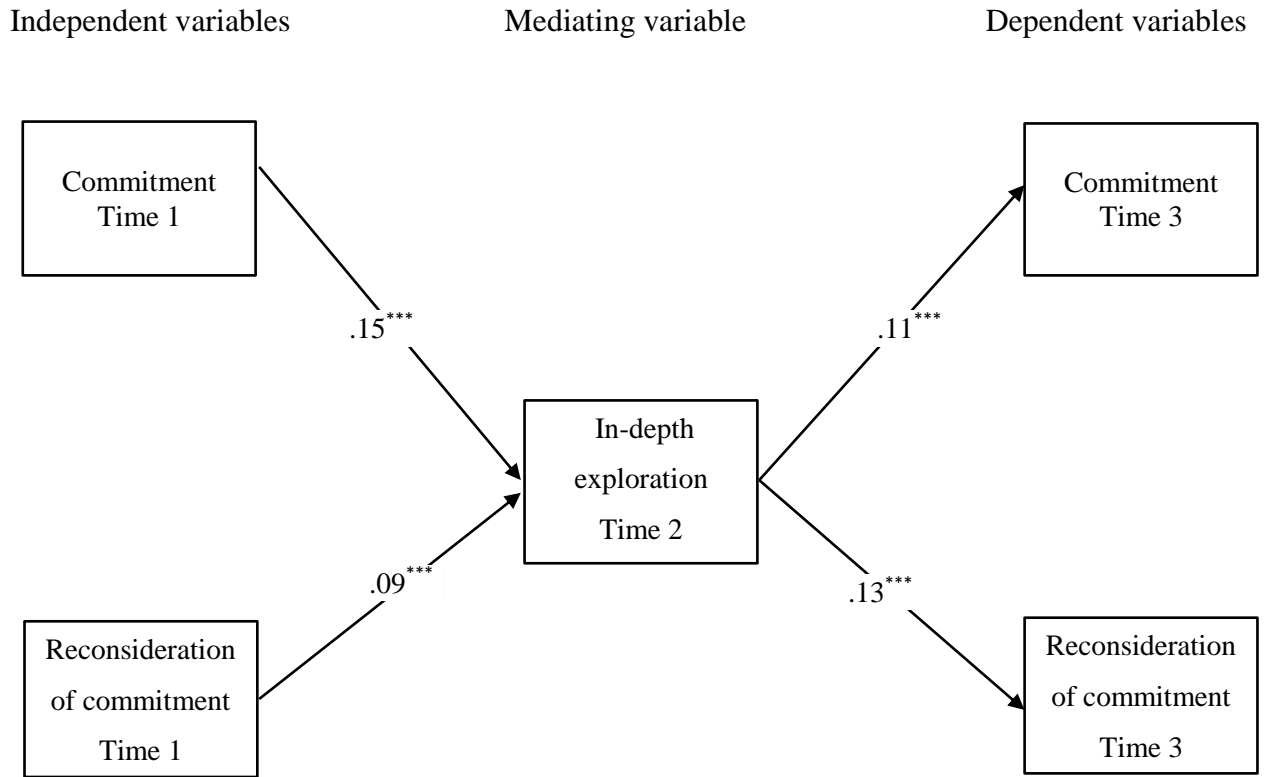 Independent variables
Mediating variable
Dependent variables
Commitment
Time 1
Commitment
Time 3
.15***
.11***
In-depth
exploration
Time 2
.09***
.13***
Reconsideration
of commitment
Time 1
Reconsideration
of commitment
Time 3